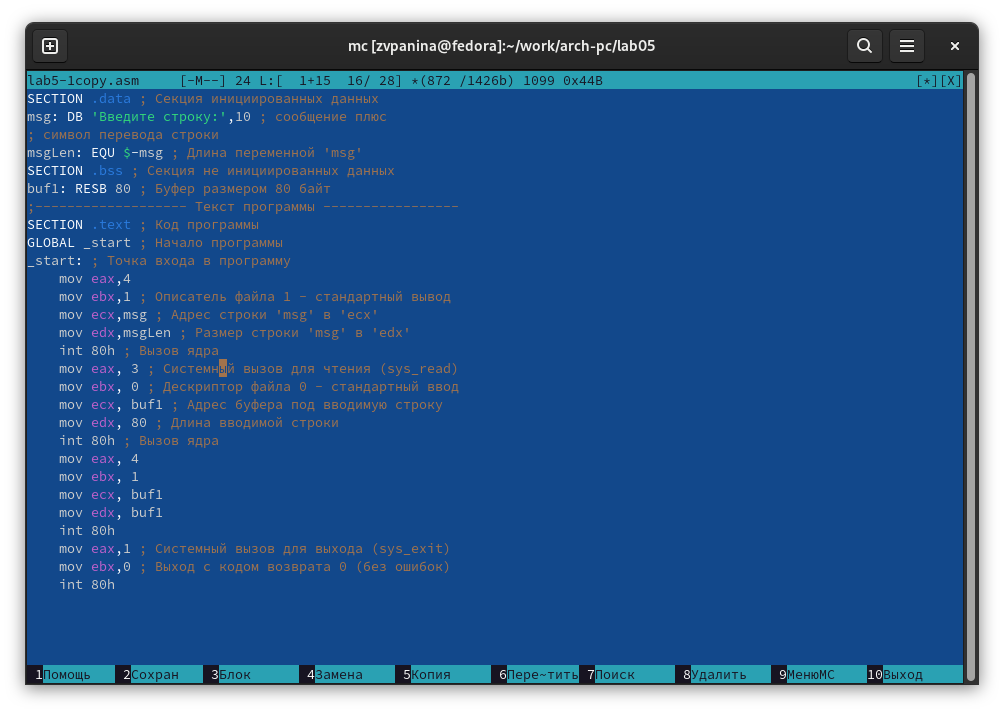 mc [zvpanina@fedora]:~/work/arch-pc/lab05
lab5-1copy.asm [-M--] 24 L:[ 1+15 16/ 28] *(872 /1426b) 1099 0x44B [*][X]
SECTION .data ; Секция инициированных данных
msg: DB 'Введите строку:',10 ; сообщение плюс
; символ перевода строки
msgLen: EQU $-msg ; Длина переменной 'msg'
SECTION .bss ; Секция не инициированных данных
buf1: RESB 80 ; Буфер размером 80 байт
;------------------- Текст программы -----------------
SECTION .text ; Код программы
GLOBAL _start ; Начало программы
_start: ; Точка входа в программу
mov eax,4
mov ebx,1 ; Описатель файла 1 - стандартный вывод
mov ecx,msg ; Адрес строки 'msg' в 'ecx'
mov edx,msgLen ; Размер строки 'msg' в 'edx'
int 80h ; Вызов ядра
mov eax, 3 ; Системный вызов для чтения (sys_read)
mov ebx, 0 ; Дескриптор файла 0 - стандартный ввод
mov ecx, buf1 ; Адрес буфера под вводимую строку
mov edx, 80 ; Длина вводимой строки
int 80h ; Вызов ядра
mov eax, 4
mov ebx, 1
mov ecx, buf1
mov edx, buf1
int 80h
mov eax,1 ; Системный вызов для выхода (sys_exit)
mov ebx,0 ; Выход с кодом возврата 0 (без ошибок)
int 80h
1Помощь 2Сохран 3Блок 4Замена 5Копия 6Пере~тить 7Поиск 8Удалить 9МенюMC 10Выход